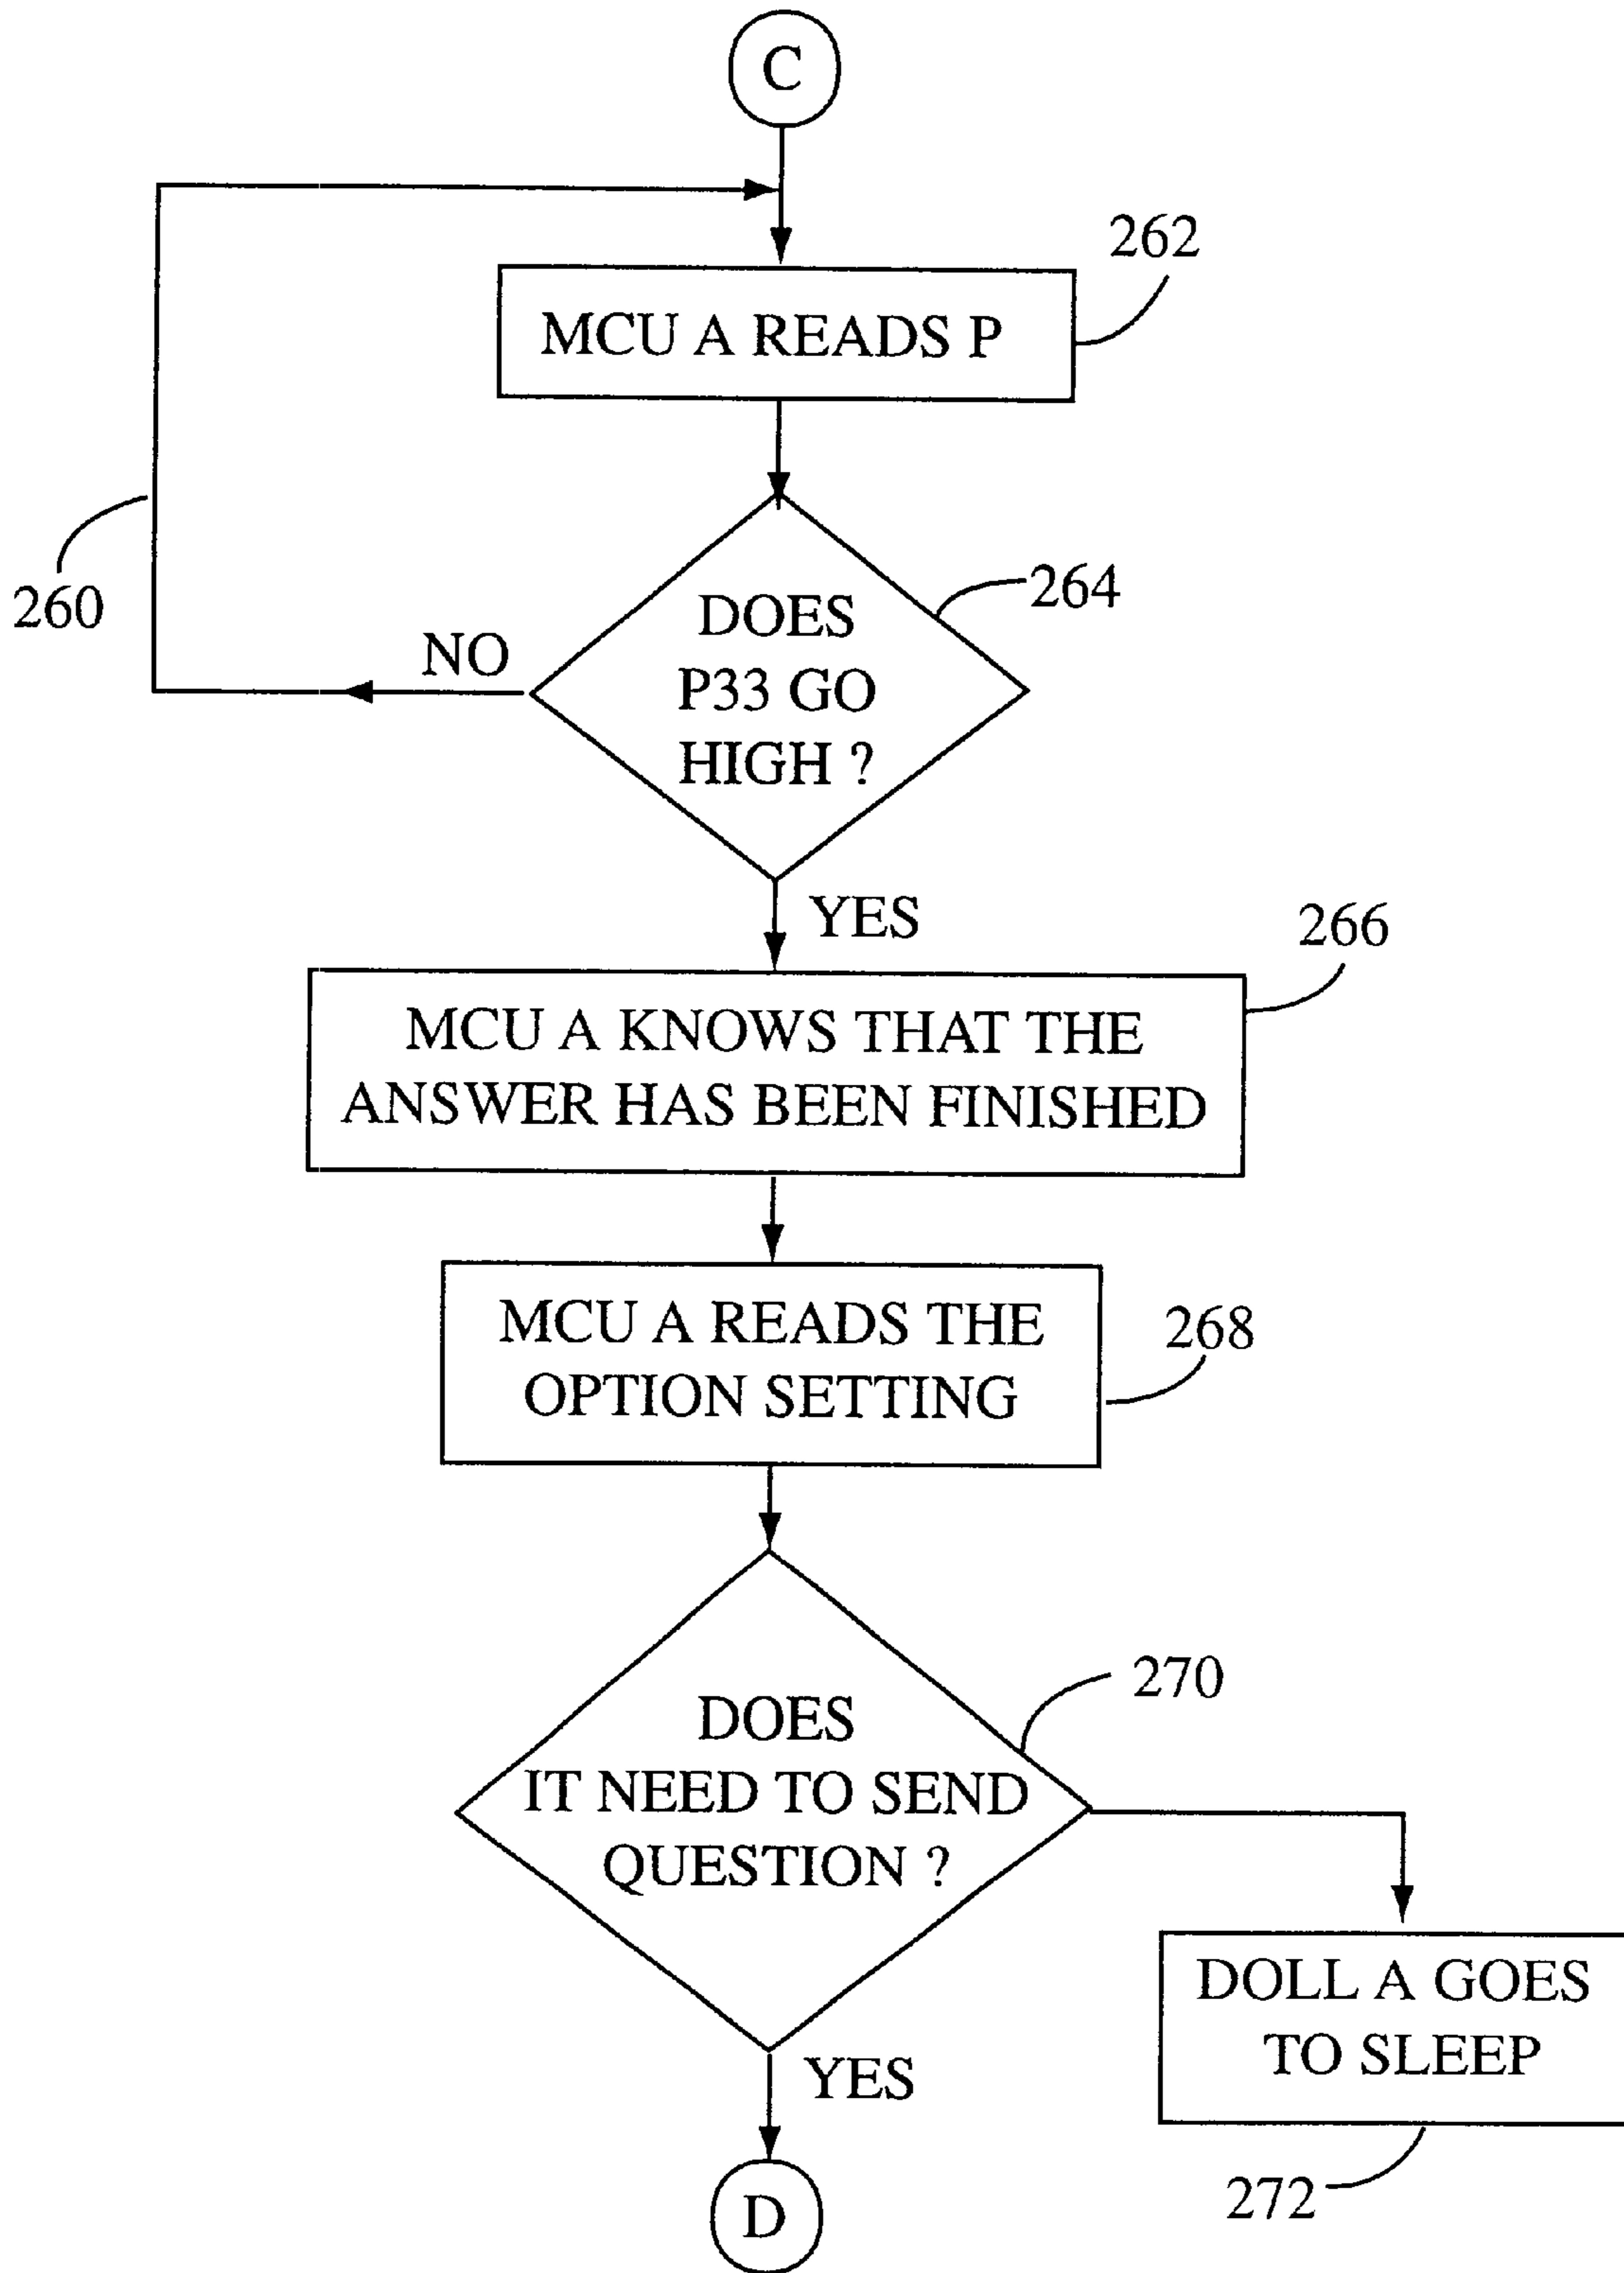 C
262
MCU A READS P
260
264
DOES
P33 GO
HIGH ?
NO
YES
266
MCU A KNOWS THAT THE
ANSWER HAS BEEN FINISHED
MCU A READS THE
OPTION SETTING
268
270
DOES
IT NEED TO SEND
QUESTION ?
DOLL A GOES
TO SLEEP
YES
272
D